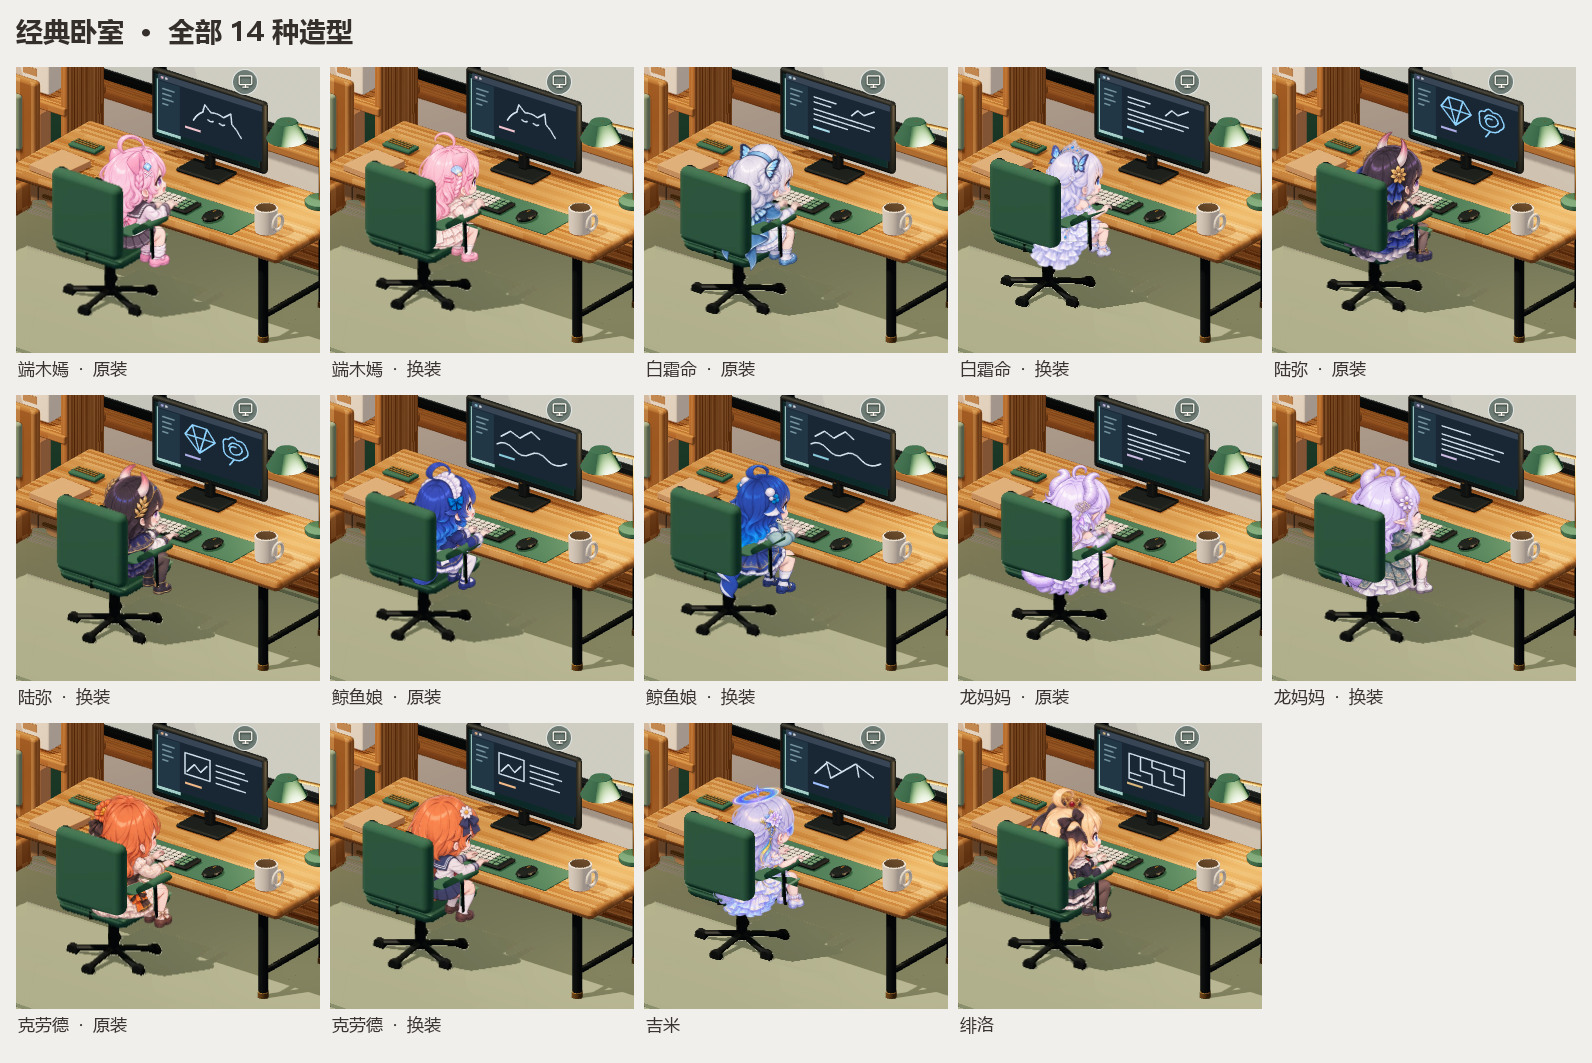 经典卧室 • 全部 14 种造型
端木嫣 · 原装
端木嫣 · 换装
白霜命 · 原装
白霜命 · 换装
陆弥 · 原装
陆弥 · 换装
鲸鱼娘 · 原装
鲸鱼娘 · 换装
龙妈妈 · 原装
龙妈妈 · 换装
克劳德 · 原装
克劳德 · 换装
吉米
绯洛